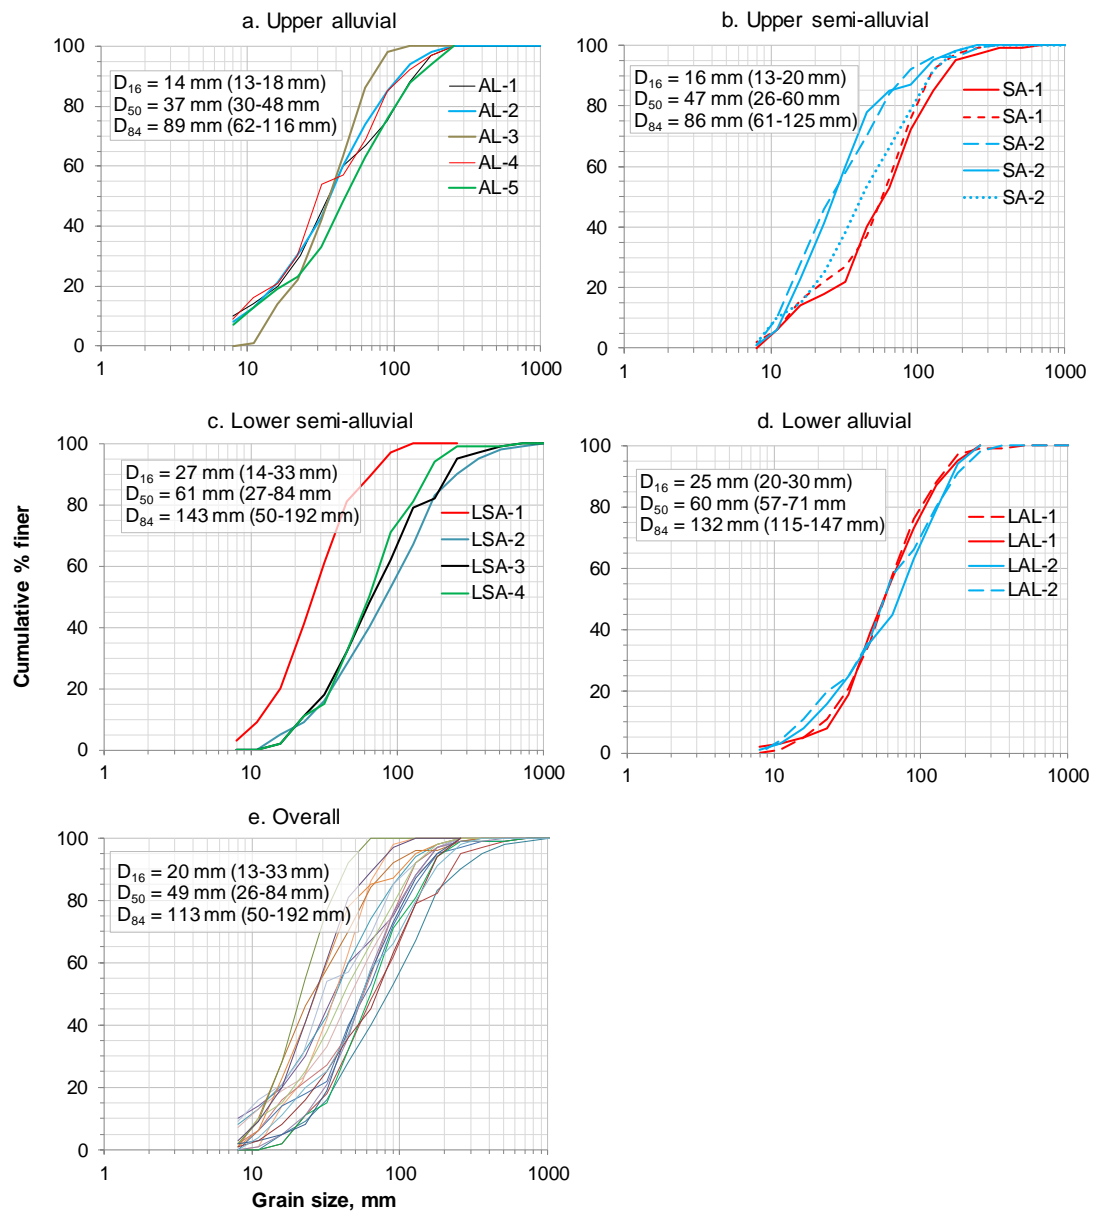 a. Upper alluvial
100
80
60
40
20
0
D16 = 14 mm (13-18 mm)
D50 = 37 mm (30-48 mm
D84 = 89 mm (62-116 mm)
AL-1
AL-2
AL-3
AL-4
AL-5
1 10 100 1000
b. Upper semi-alluvial
100
80
60
40
20
0
D16 = 16 mm (13-20 mm)
D50 = 47 mm (26-60 mm
D84 = 86 mm (61-125 mm)
SA-1
SA-1
SA-2
SA-2
SA-2
1 10 100 1000
c. Lower semi-alluvial
Cumulative % finer
100
80
60
40
20
0
D16 = 27 mm (14-33 mm)
D50 = 61 mm (27-84 mm
D84 = 143 mm (50-192 mm)
LSA-1
LSA-2
LSA-3
LSA-4
1 10 100 1000
d. Lower alluvial
100
80
60
40
20
0
D16 = 25 mm (20-30 mm)
D50 = 60 mm (57-71 mm
D84 = 132 mm (115-147 mm)
LAL-1
LAL-1
LAL-2
LAL-2
1 10 100 1000
e. Overall
100
80
60
40
20
0
D16 = 20 mm (13-33 mm)
D50 = 49 mm (26-84 mm)
D84 = 113 mm (50-192 mm)
1 10 100 1000
Grain size, mm